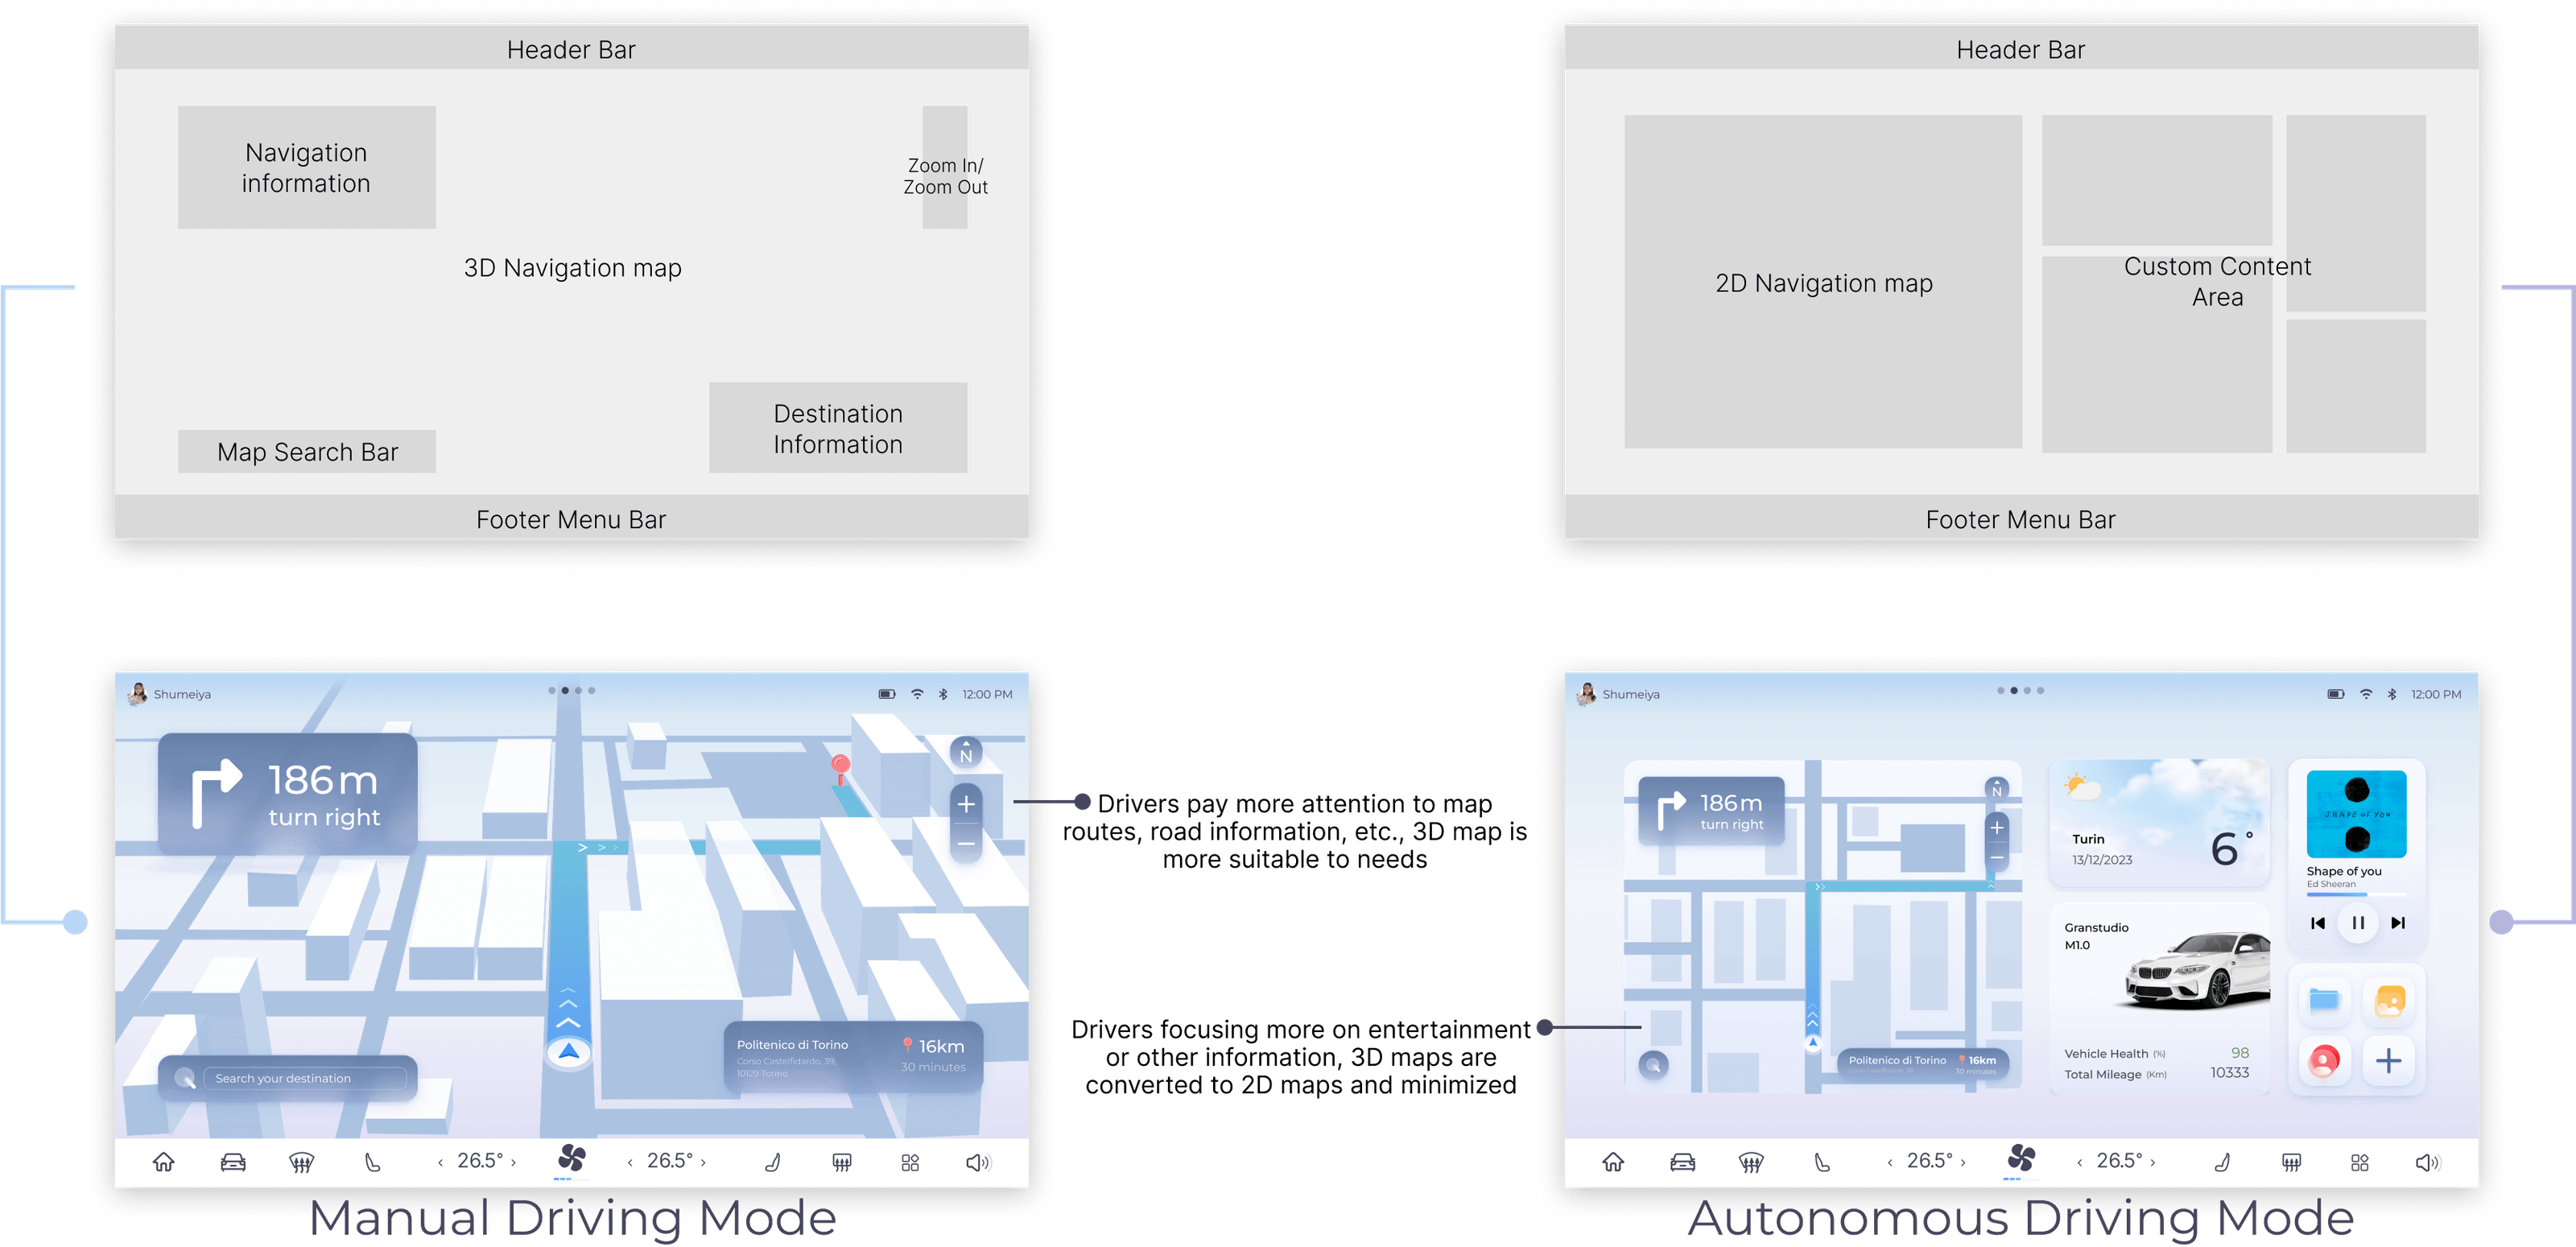 Header Bar
Navigation
information
Zoom In/
Zoom Out
3D Navigation map
Map Search Bar
Destination
Information
Footer Menu Bar
Header Bar
2D Navigation map
Custom Content
Area
Footer Menu Bar
Shumeiya
12:00 PM
186m
turn right
N
Search your destination
Politenico di Torino
Corso Castelfidardo, 39,
10129 Torino
16km
30 minutes
26.5°
26.5°
Manual Driving Mode
Drivers pay more attention to map
routes, road information, etc., 3D map is
more suitable to needs
Drivers focusing more on entertainment
or other information, 3D maps are
converted to 2D maps and minimized
Shumeiya
12:00 PM
186m
turn right
N
Politenico di Torino
Corso Castelfidardo, 39
16km
30 minutes
Turin
13/12/2023
6°
SHAPE OF YOU
Shape of you
Ed Sheeran
Granstudio
M1.0
Vehicle Health (%) 98
Total Mileage (Km) 10333
26.5°
26.5°
Autonomous Driving Mode